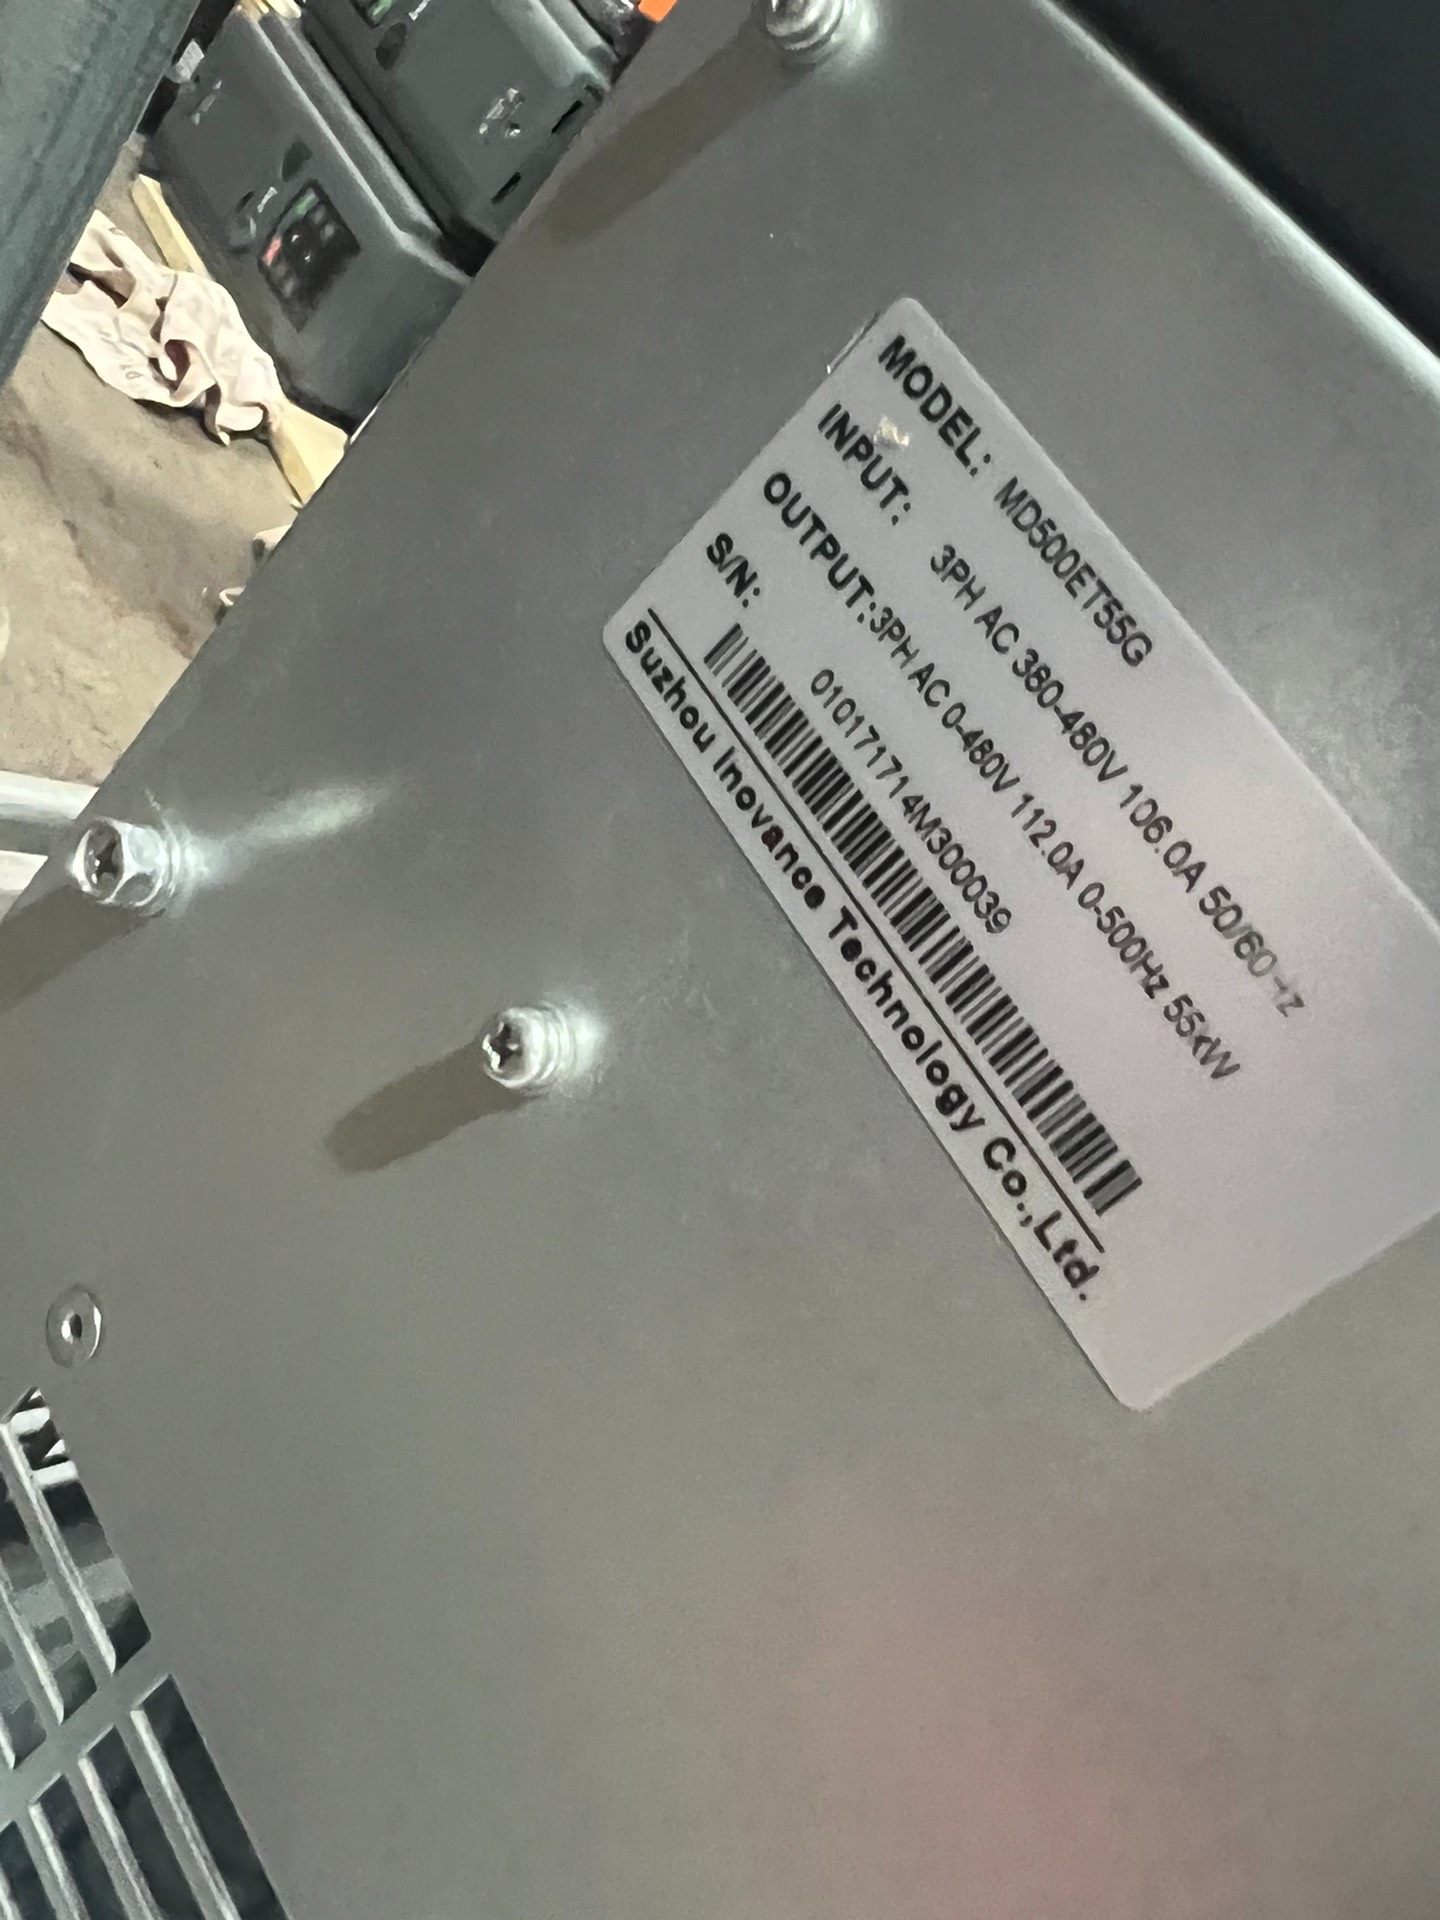 MODEL: MD500ET55G
INPUT: 3PH AC 380-480V 106.0A 50/60Hz
OUTPUT:3PH AC 0-480V 112.0A 0-500Hz 55kW
S/N: 010171714M300039
Suzhou Inovance Technology Co.,Ltd.